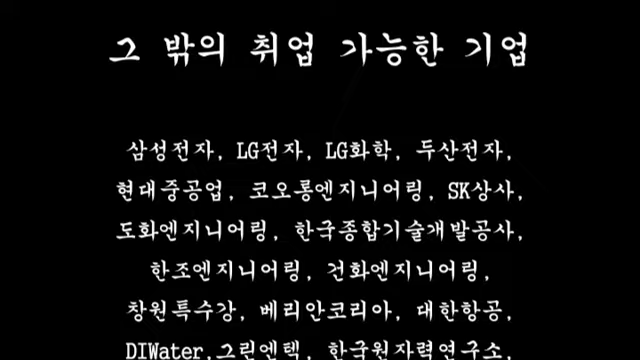 그 밖의 취업 가능한 기업
삼성전자, LG전자, LG화학, 두산전자,
현대중공업, 코오롱엔지니어링, SK상사,
도화엔지니어링, 한국종합기술개발공사,
한조엔지니어링, 건화엔지니어링,
창원특수강, 베리안코리아, 대한항공,
DIWater,그린엔텍, 한국원자력연구소,